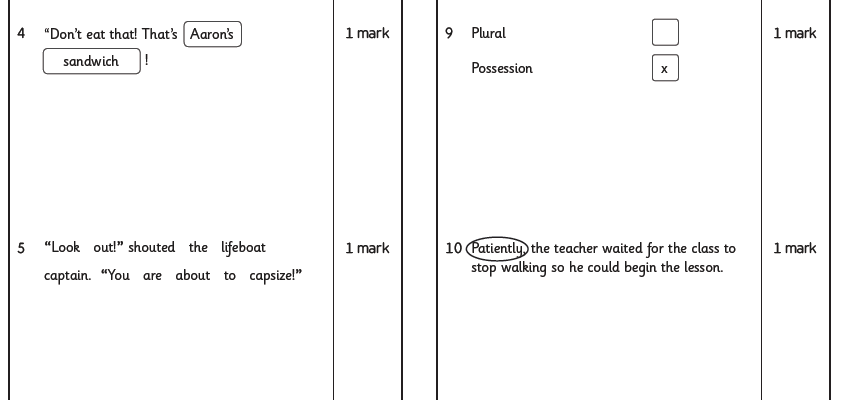 4 “Don’t eat that! That’s Aaron’s
sandwich !
1 mark
5 “Look out!” shouted the lifeboat
captain. “You are about to capsize!”
1 mark
9 Plural
Possession x
1 mark
10 Patiently, the teacher waited for the class to
stop walking so he could begin the lesson.
1 mark